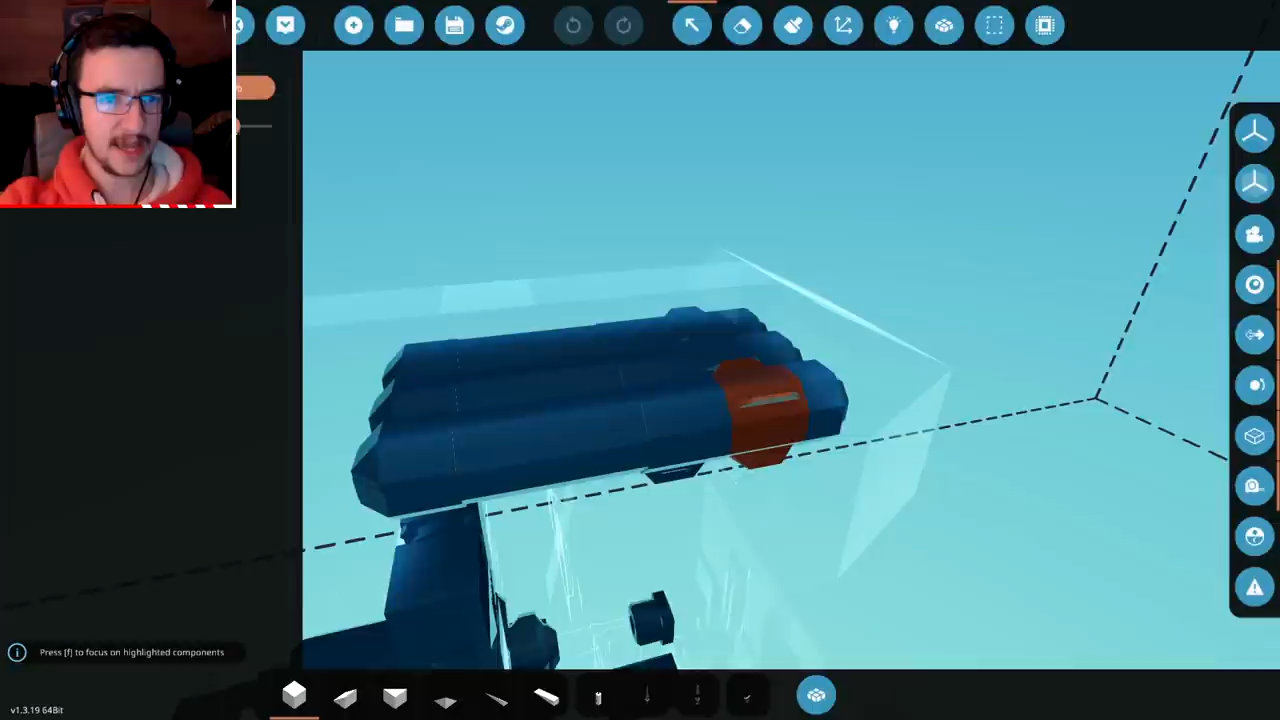 Press [f] to focus on highlighted components
v1.3.19 64Bit